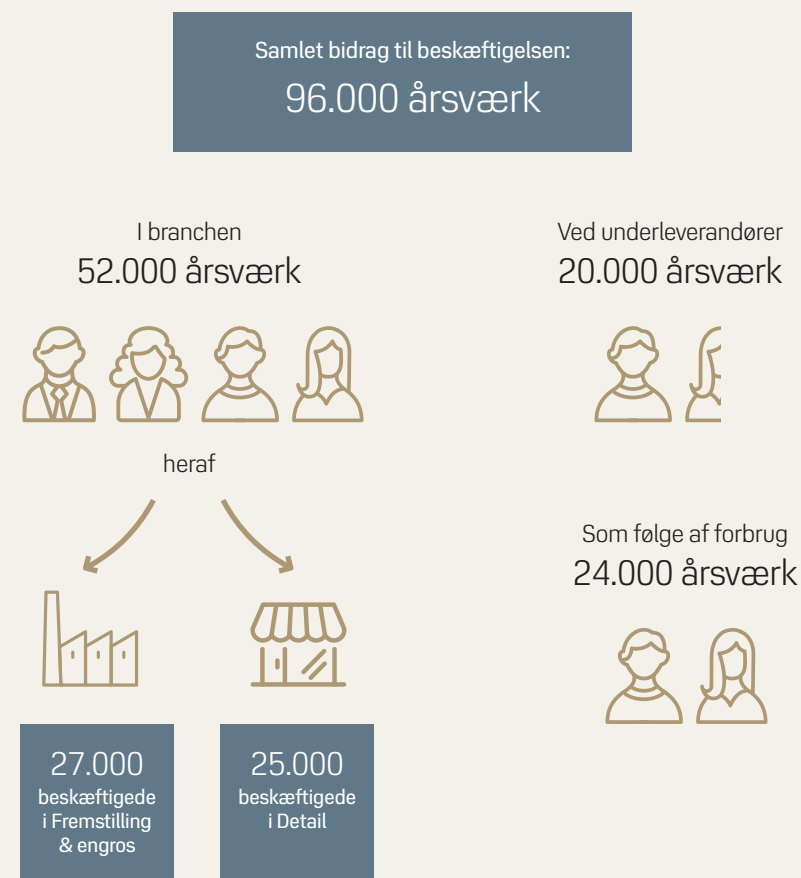 Samlet bidrag til beskæftigelsen:
96.000 årsværk
I branchen
52.000 årsværk
heraf
27.000
beskæftigede
i Fremstilling
& engros
25.000
beskæftigede
i Detail
Ved underleverandører
20.000 årsværk
Som følge af forbrug
24.000 årsværk